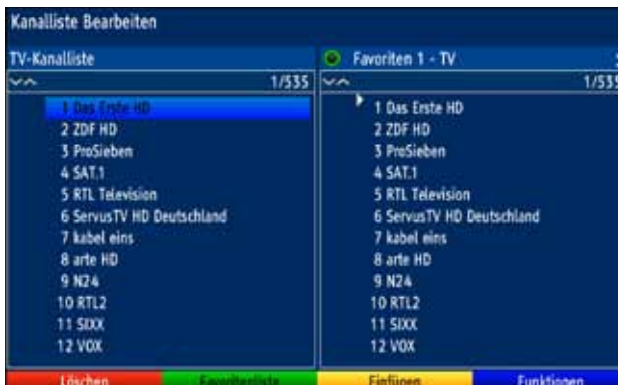 Kanalliste Bearbeiten
TV-Kanalliste
1/535
1 Das Erste HD
2 ZDF HD
3 ProSieben
4 SAT.1
5 RTL Television
6 ServusTV HD Deutschland
7 kabel eins
8 arte HD
9 N24
10 RTL2
11 SIXX
12 VOX
Favoriten 1 - TV
1/535
1 Das Erste HD
2 ZDF HD
3 ProSieben
4 SAT.1
5 RTL Television
6 ServusTV HD Deutschland
7 kabel eins
8 arte HD
9 N24
10 RTL2
11 SIXX
12 VOX
Löschen
Favoritenliste
Einfügen
Funktionen